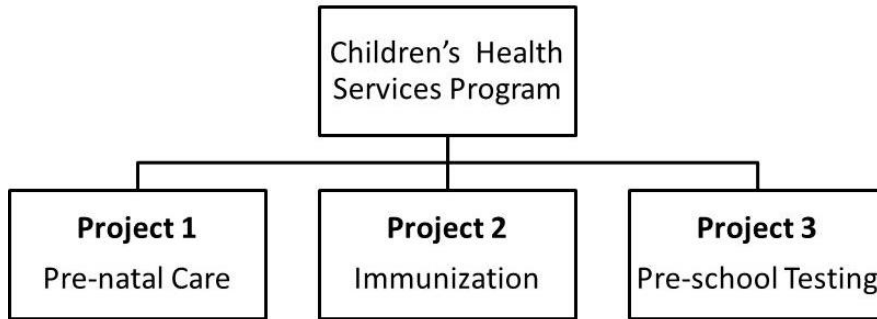 Children’s Health
Services Program
Project 1
Pre-natal Care
Project 2
Immunization
Project 3
Pre-school Testing